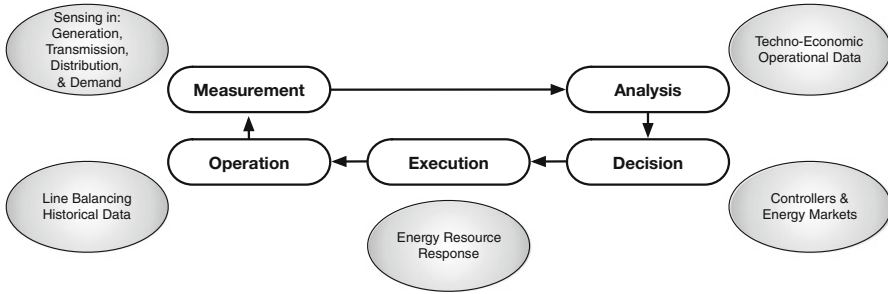 Sensing in:
Generation,
Transmission,
Distribution,
& Demand
Techno-Economic
Operational Data
Measurement
Analysis
Operation
Execution
Decision
Line Balancing
Historical Data
Controllers &
Energy Markets
Energy Resource
Response